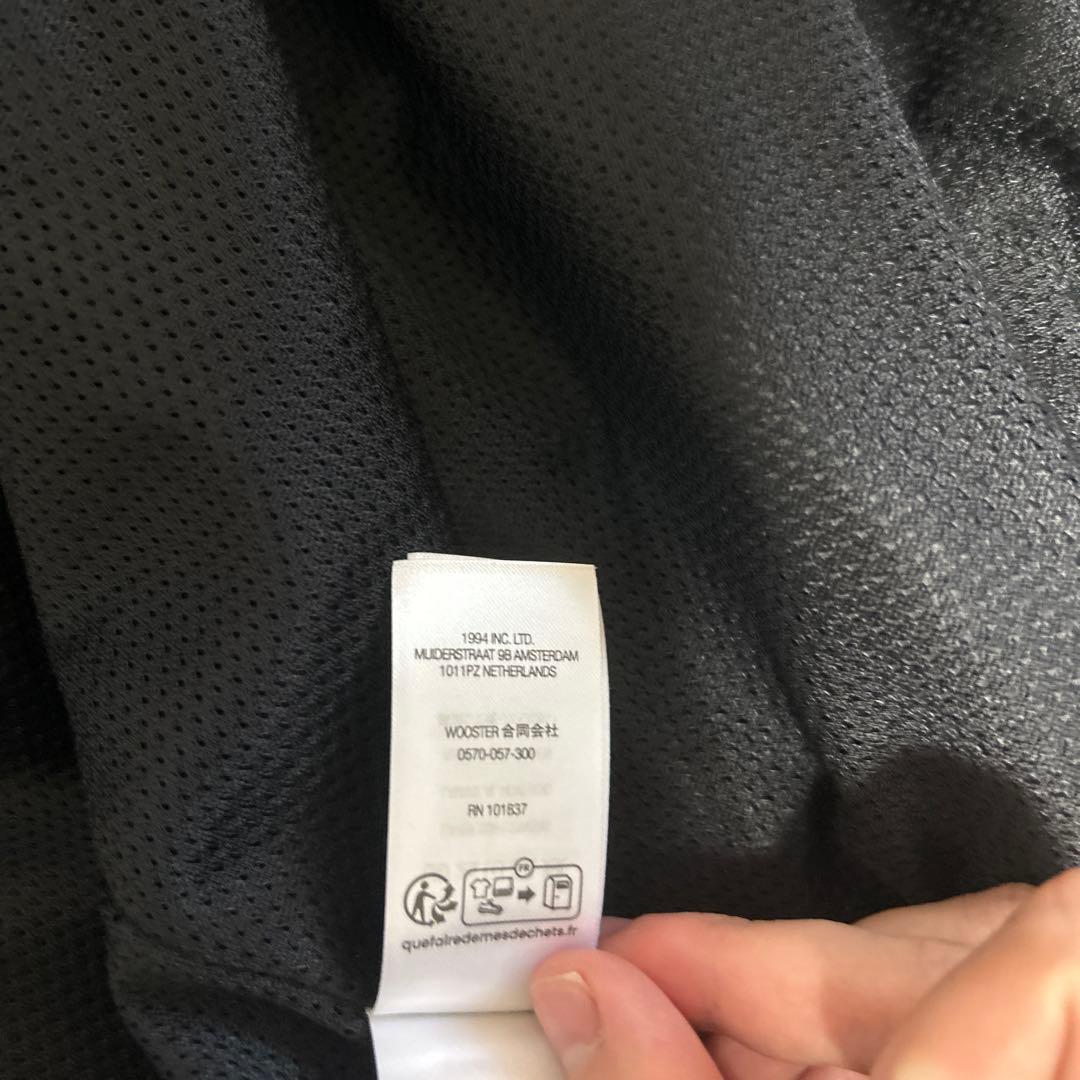 1994 INC. LTD.
MUIDERSTRAAT 9B AMSTERDAM
1011PZ NETHERLANDS
WOOSTER 合同会社
0570-057-300
RN 101837
FR
quefairedemesdechets.fr